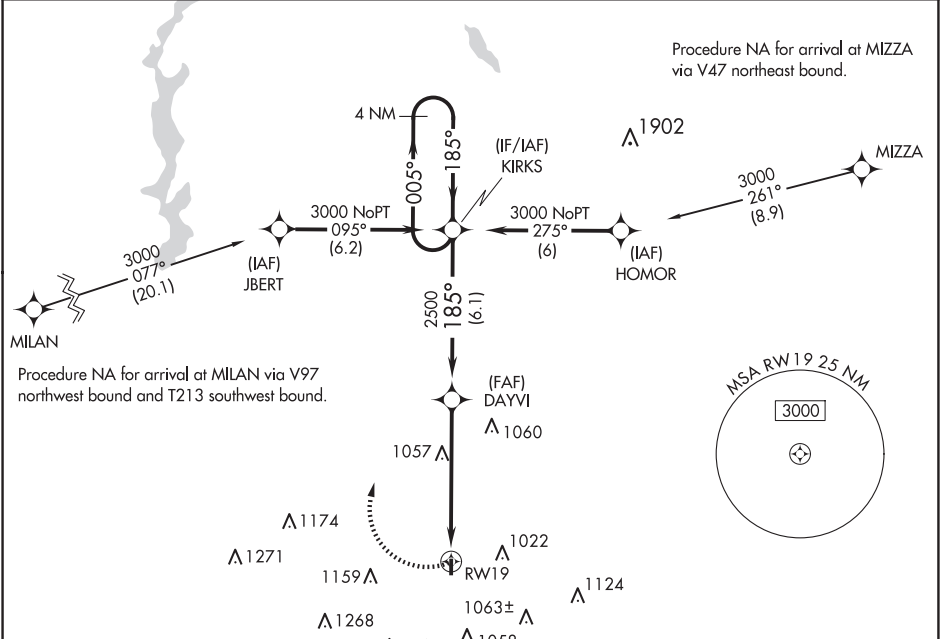 Procedure NA for arrival at MIZZA
via V47 northeast bound.
4 NM
1902
(IF/IAF)
KIRKS
MIZZA
005°
185°
3000
261°
(8.9)
3000 NoPT
095°
(6.2)
3000 NoPT
275°
(6)
(IAF)
JBERT
(IAF)
HOMOR
3000
077°
(20.1)
MILAN
2500
185°
(6.1)
Procedure NA for arrival at MILAN via V97
northwest bound and T213 southwest bound.
MSA RW19 25 NM
3000
(FAF)
DAYVI
1060
1057
1174
1271
1022
RW19
1159
1124
1063±
1268